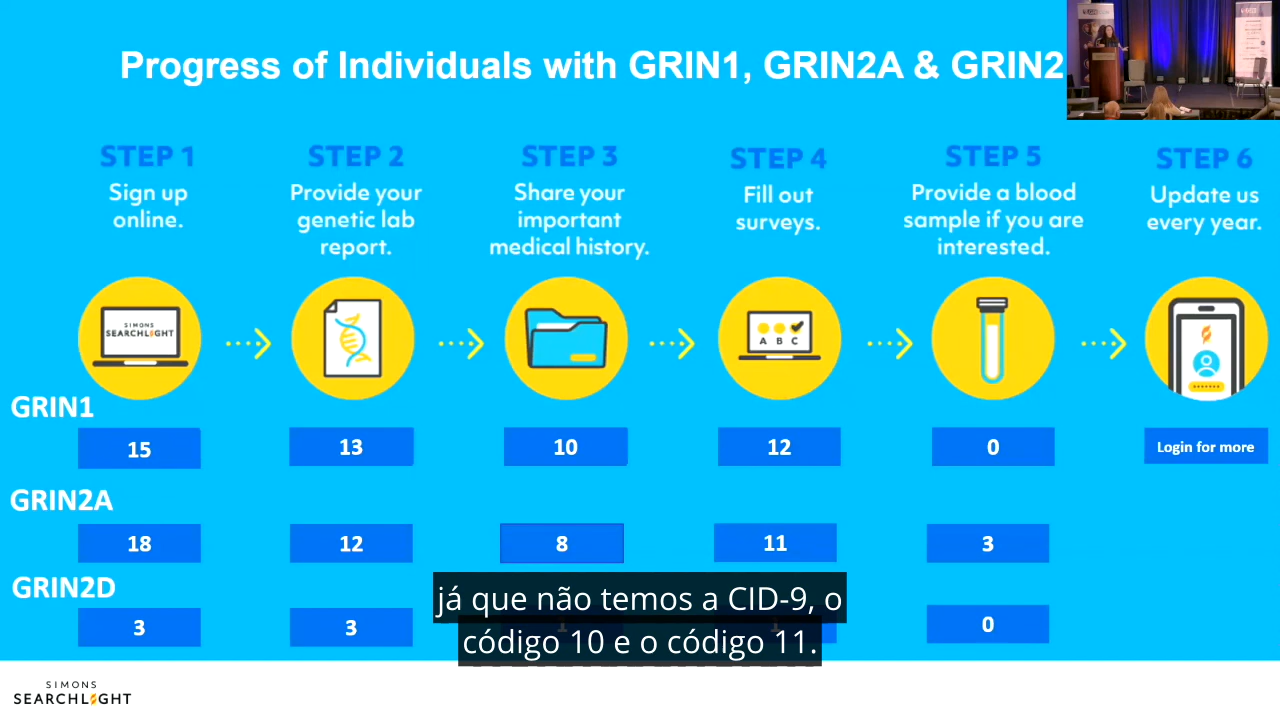 Progress of Individuals with GRIN1, GRIN2A & GRIN2
STEP 1
Sign up
online.
STEP 2
Provide your
genetic lab
report.
STEP 3
Share your
important
medical history.
STEP 4
Fill out
surveys.
STEP 5
Provide a blood
sample if you are
interested.
STEP 6
Update us
every year.
SIMONS
SEARCHLIGHT
A B C
GRIN1
15 13 10 12 0 Login for more
GRIN2A
18 12 8 11 3
GRIN2D
3 3 1 1 0
já que não temos a CID-9, o
código 10 e o código 11.
SIMONS
SEARCHLIGHT